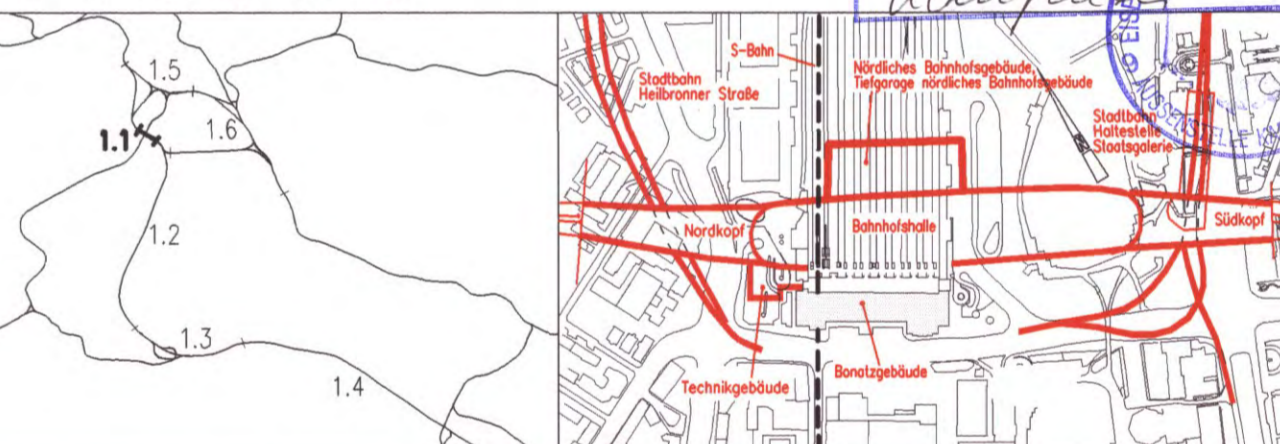 1.5
1.6
1.1
1.2
1.3
1.4
S-Bahn
Stadtbahn
Heilbronner Straße
Nördliches Bahnhofsgebäude,
Tiefgarage nördliches Bahnhofsgebäude
Stadtbahn
Haltestelle
Staatsgalerie
Nordkopf
Bahnhofshalle
Südkopf
Technikgebäude
Bonatzgebäude
AUSSENSTELLE